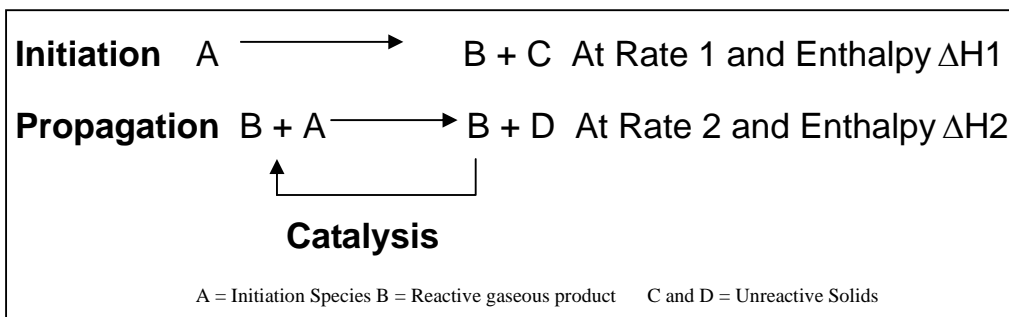 Initiation A B + C At Rate 1 and Enthalpy ΔH1
Propagation B + A B + D At Rate 2 and Enthalpy ΔH2
Catalysis
A = Initiation Species B = Reactive gaseous product C and D = Unreactive Solids